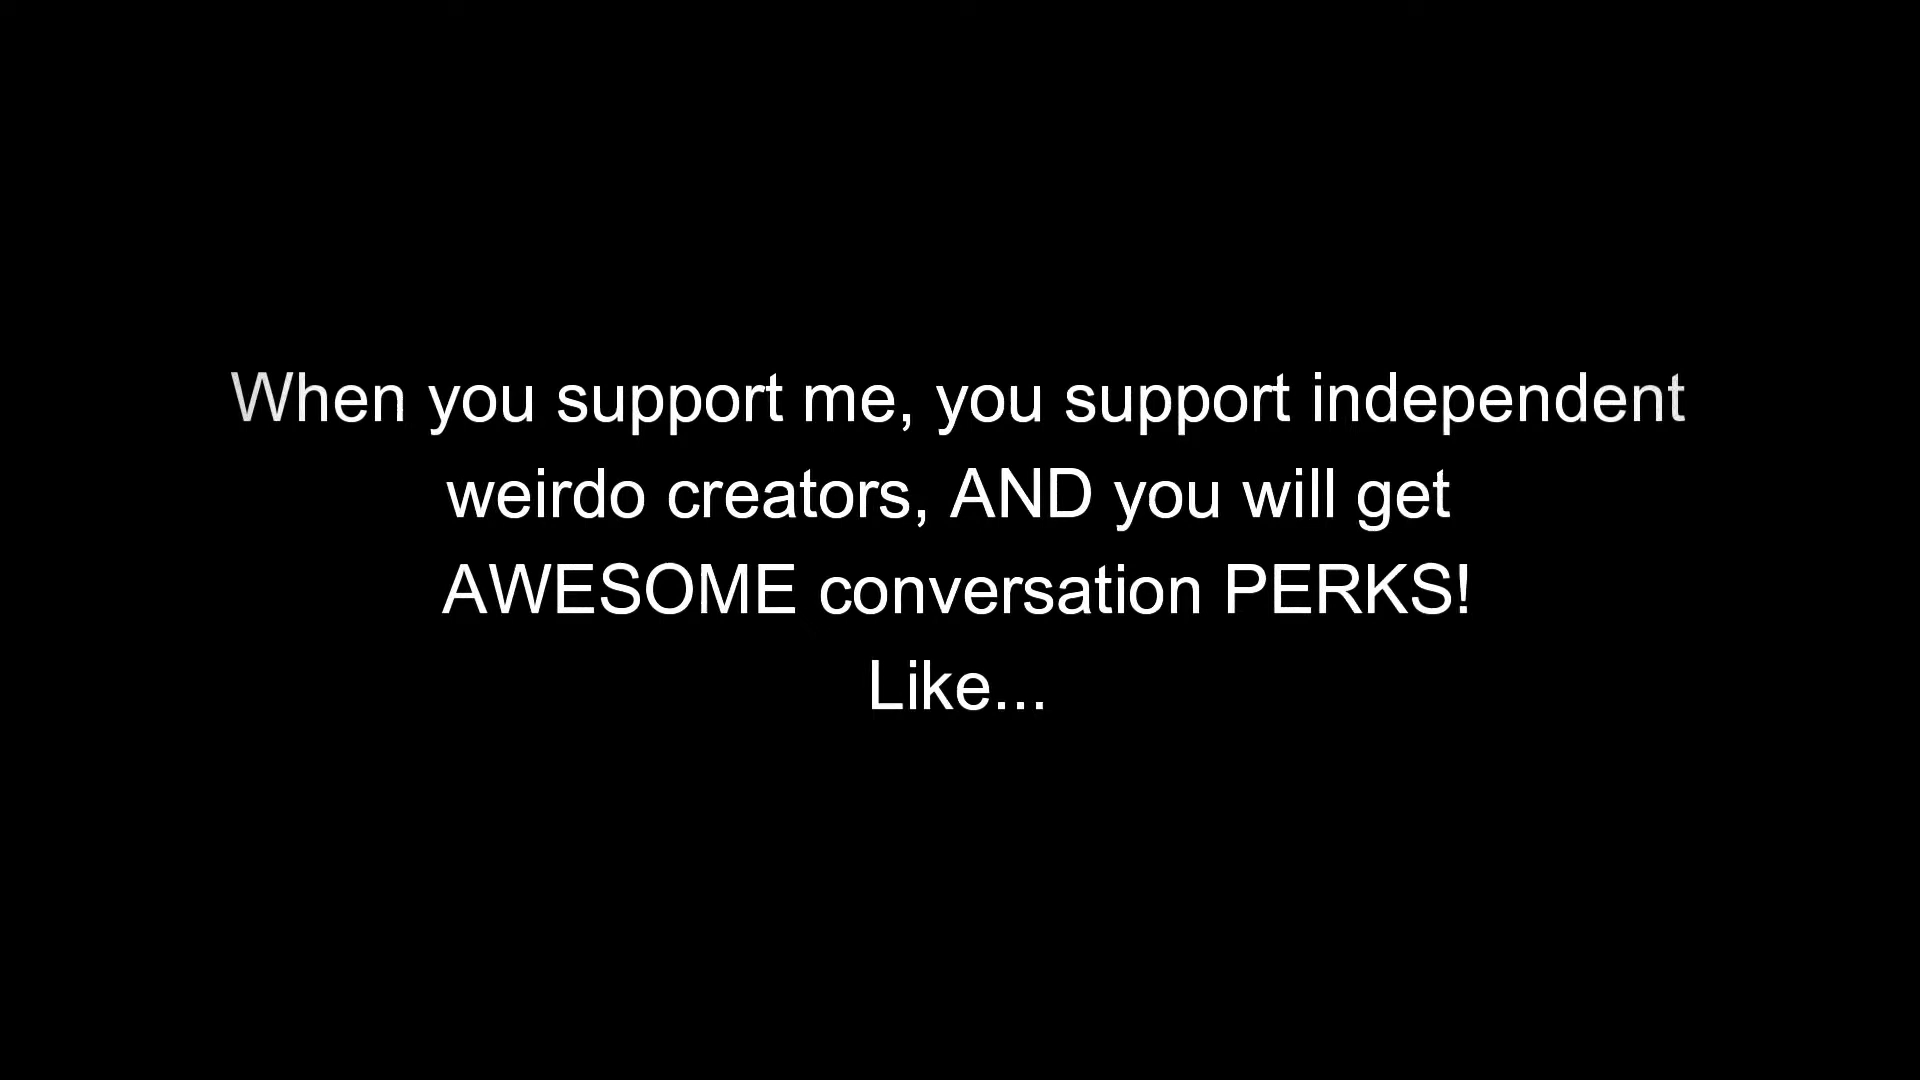 When you support me, you support independent
weirdo creators, AND you will get
AWESOME conversation PERKS!
Like...